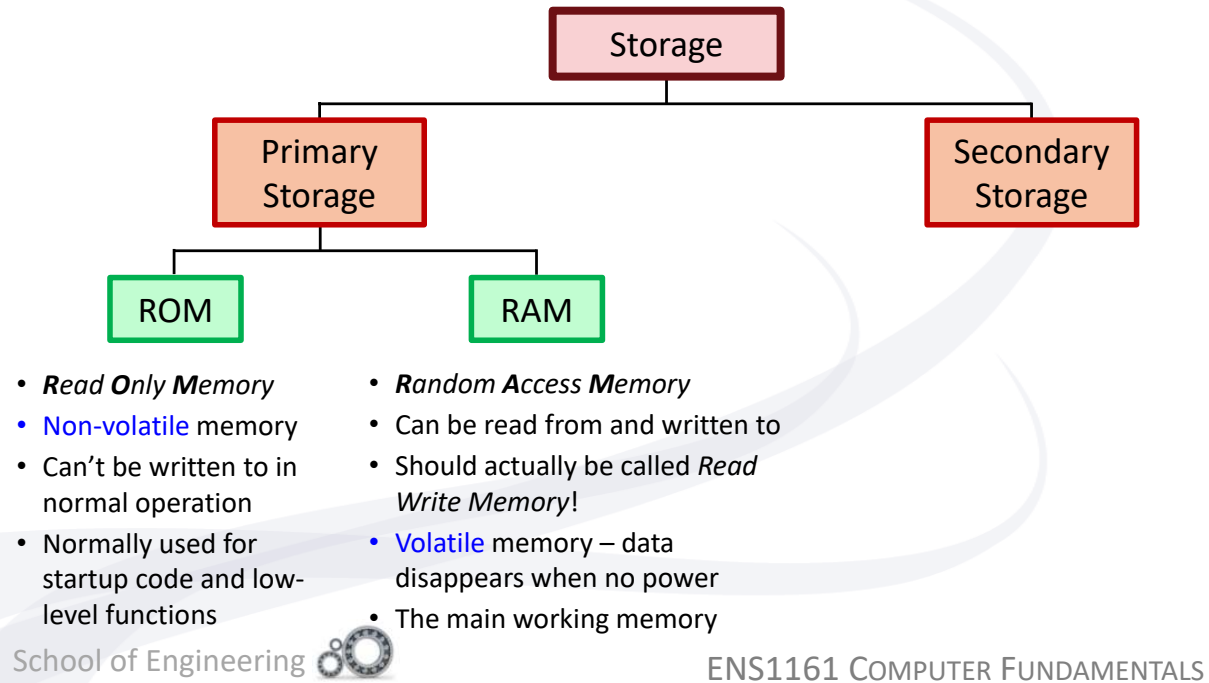 Storage
Primary
Storage
Secondary
Storage
ROM
RAM
• Read Only Memory
• Non-volatile memory
• Can’t be written to in
normal operation
• Normally used for
startup code and low-
level functions
• Random Access Memory
• Can be read from and written to
• Should actually be called Read
Write Memory!
• Volatile memory – data
disappears when no power
• The main working memory
School of Engineering
ENS1161 COMPUTER FUNDAMENTALS